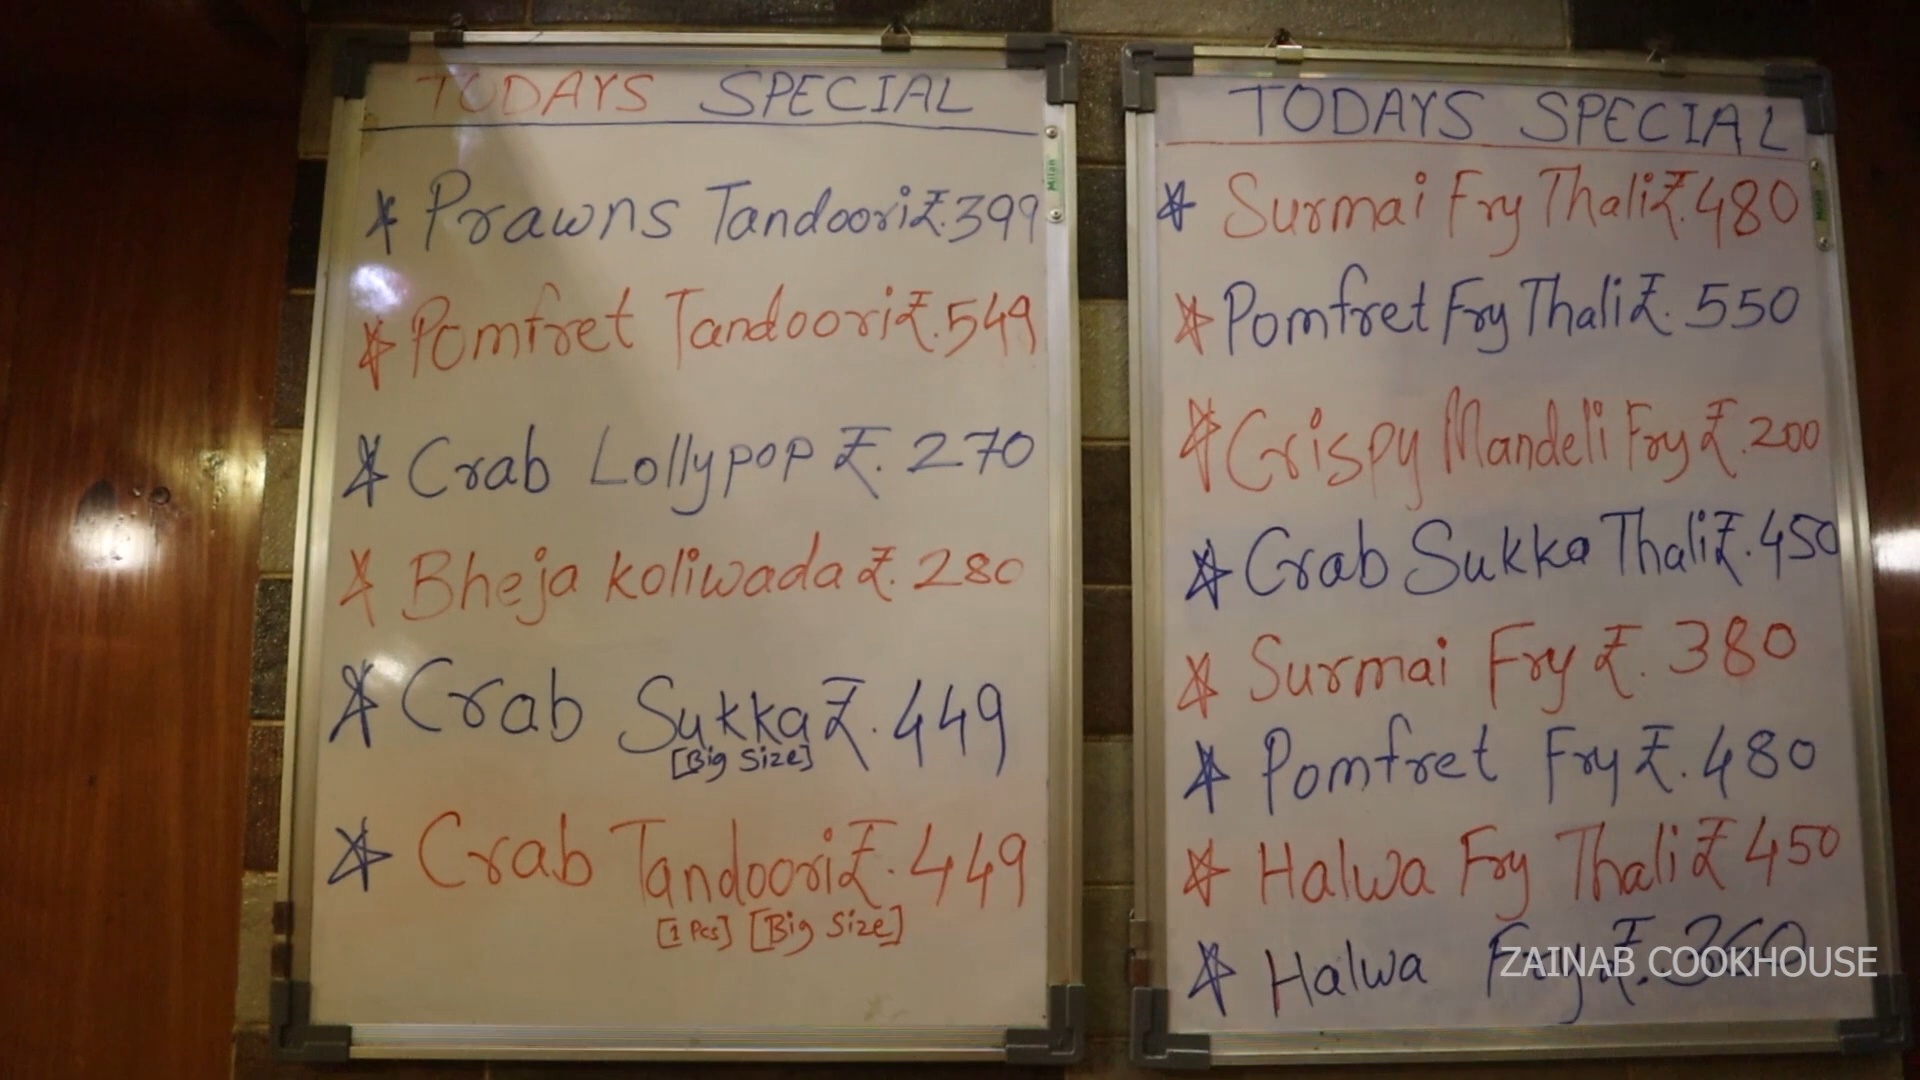 TODAYS SPECIAL
* Prawns Tandoori ₹.399
* Pomfret Tandoori ₹.549
* Crab Lollypop ₹. 270
* Bheja koliwada ₹. 280
* Crab Sukka ₹. 449
[Big Size]
* Crab Tandoori ₹. 449
[1 Pcs] [Big Size]
Milan
TODAYS SPECIAL
* Surmai Fry Thali ₹.480
* Pomfret Fry Thali ₹. 550
* Crispy Mandeli Fry ₹.200
* Crab Sukka Thali ₹.450
* Surmai Fry ₹. 380
* Pomfret Fry ₹. 480
* Halwa Fry Thali ₹ 450
* Halwa Fry ₹. 360
ZAINAB COOKHOUSE